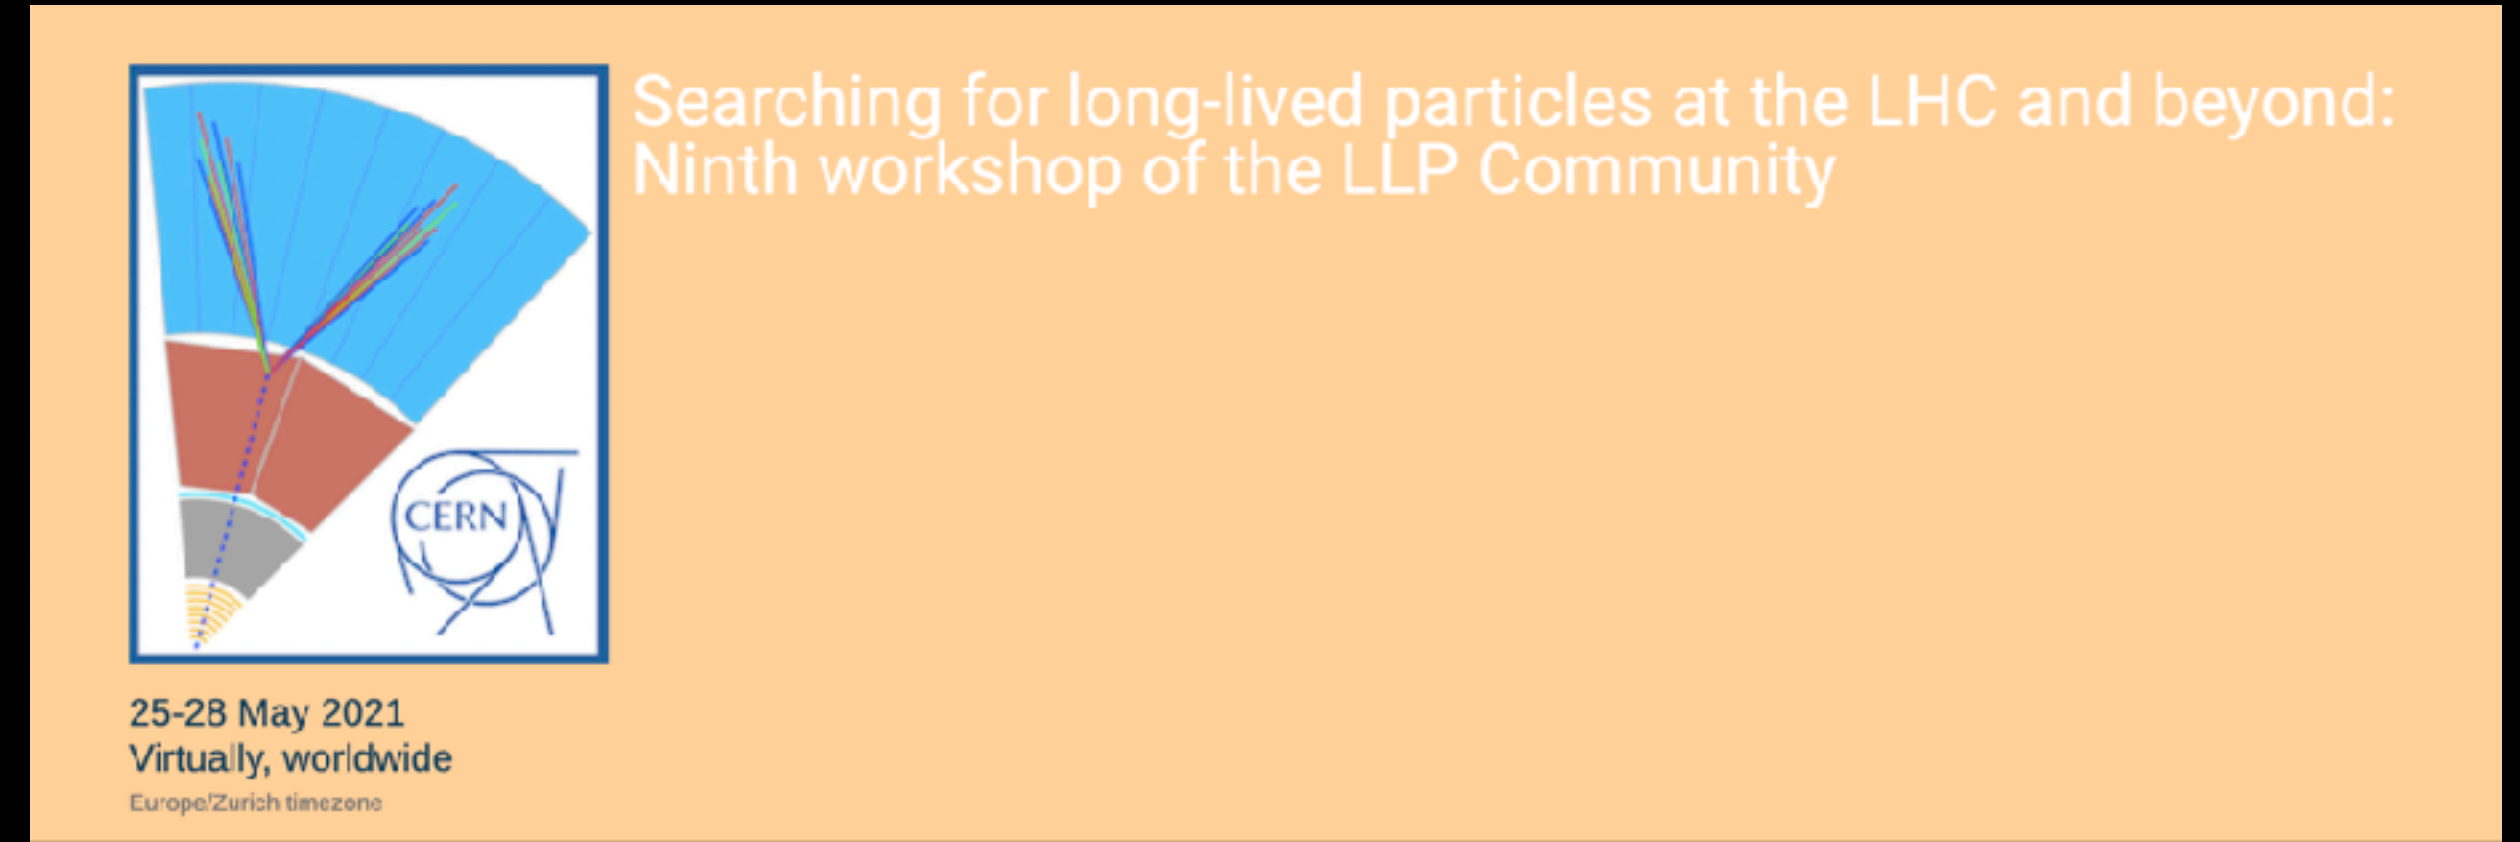 Searching for long-lived particles at the LHC and beyond:
Ninth workshop of the LLP Community
CERN
25-28 May 2021
Virtually, worldwide
Europe/Zurich timezone